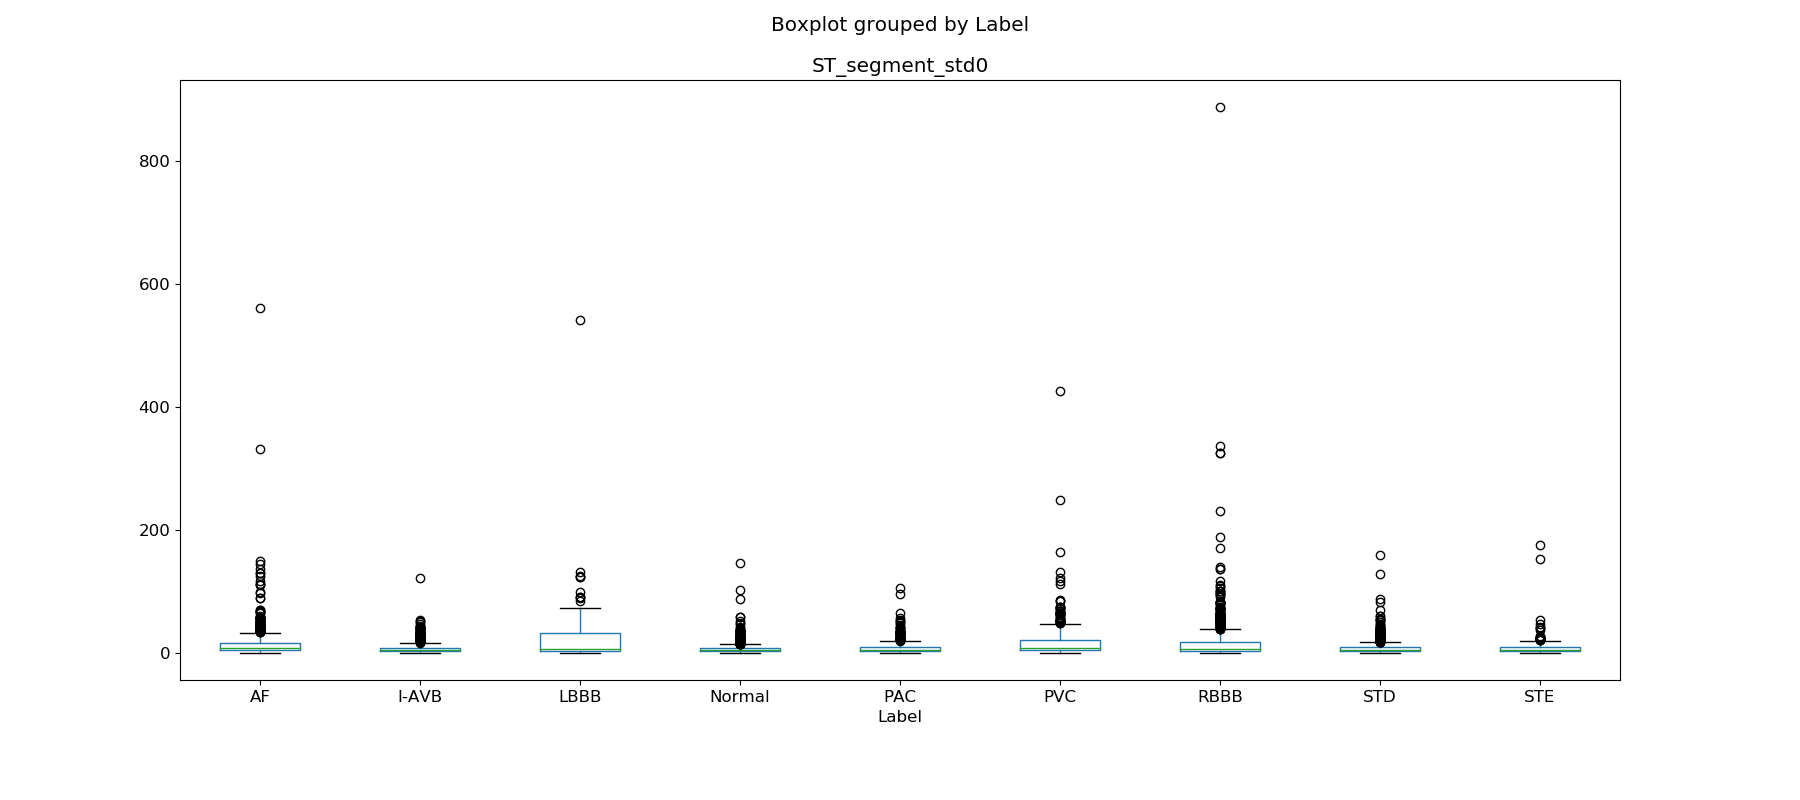 Boxplot grouped by Label
ST_segment_std0
800
600
400
200
0
AF I-AVB LBBB Normal PAC PVC RBBB STD STE
Label